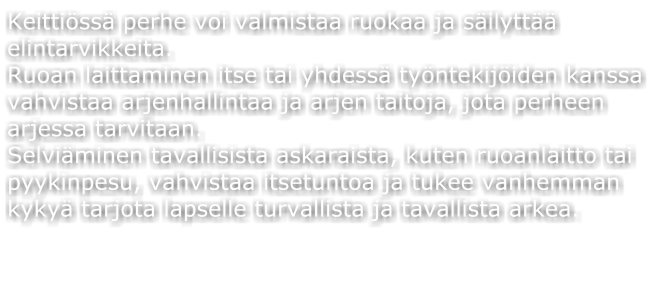 Keittiössä perhe voi valmistaa ruokaa ja säilyttää
elintarvikkeita.
Ruoan laittaminen itse tai yhdessä työntekijöiden kanssa
vahvistaa arjenhallintaa ja arjen taitoja, jota perheen
arjessa tarvitaan.
Selviäminen tavallisista askaraista, kuten ruoanlaitto tai
pyykinpesu, vahvistaa itsetuntoa ja tukee vanhemman
kykyä tarjota lapselle turvallista ja tavallista arkea.